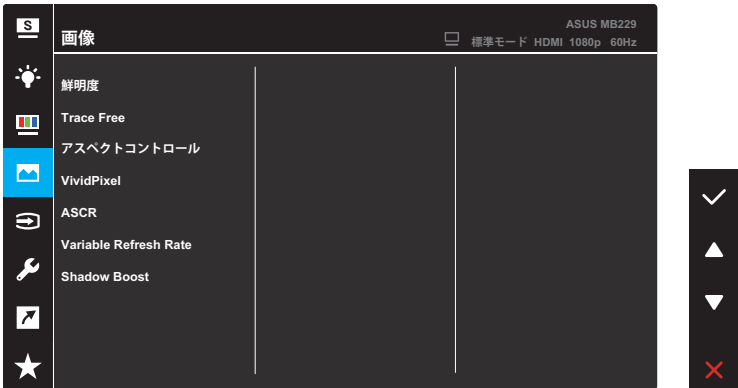 S
ASUS MB229
画像
標準モード HDMI 1080p 60Hz
鮮明度
Trace Free
アスペクトコントロール
VividPixel
ASCR
Variable Refresh Rate
Shadow Boost